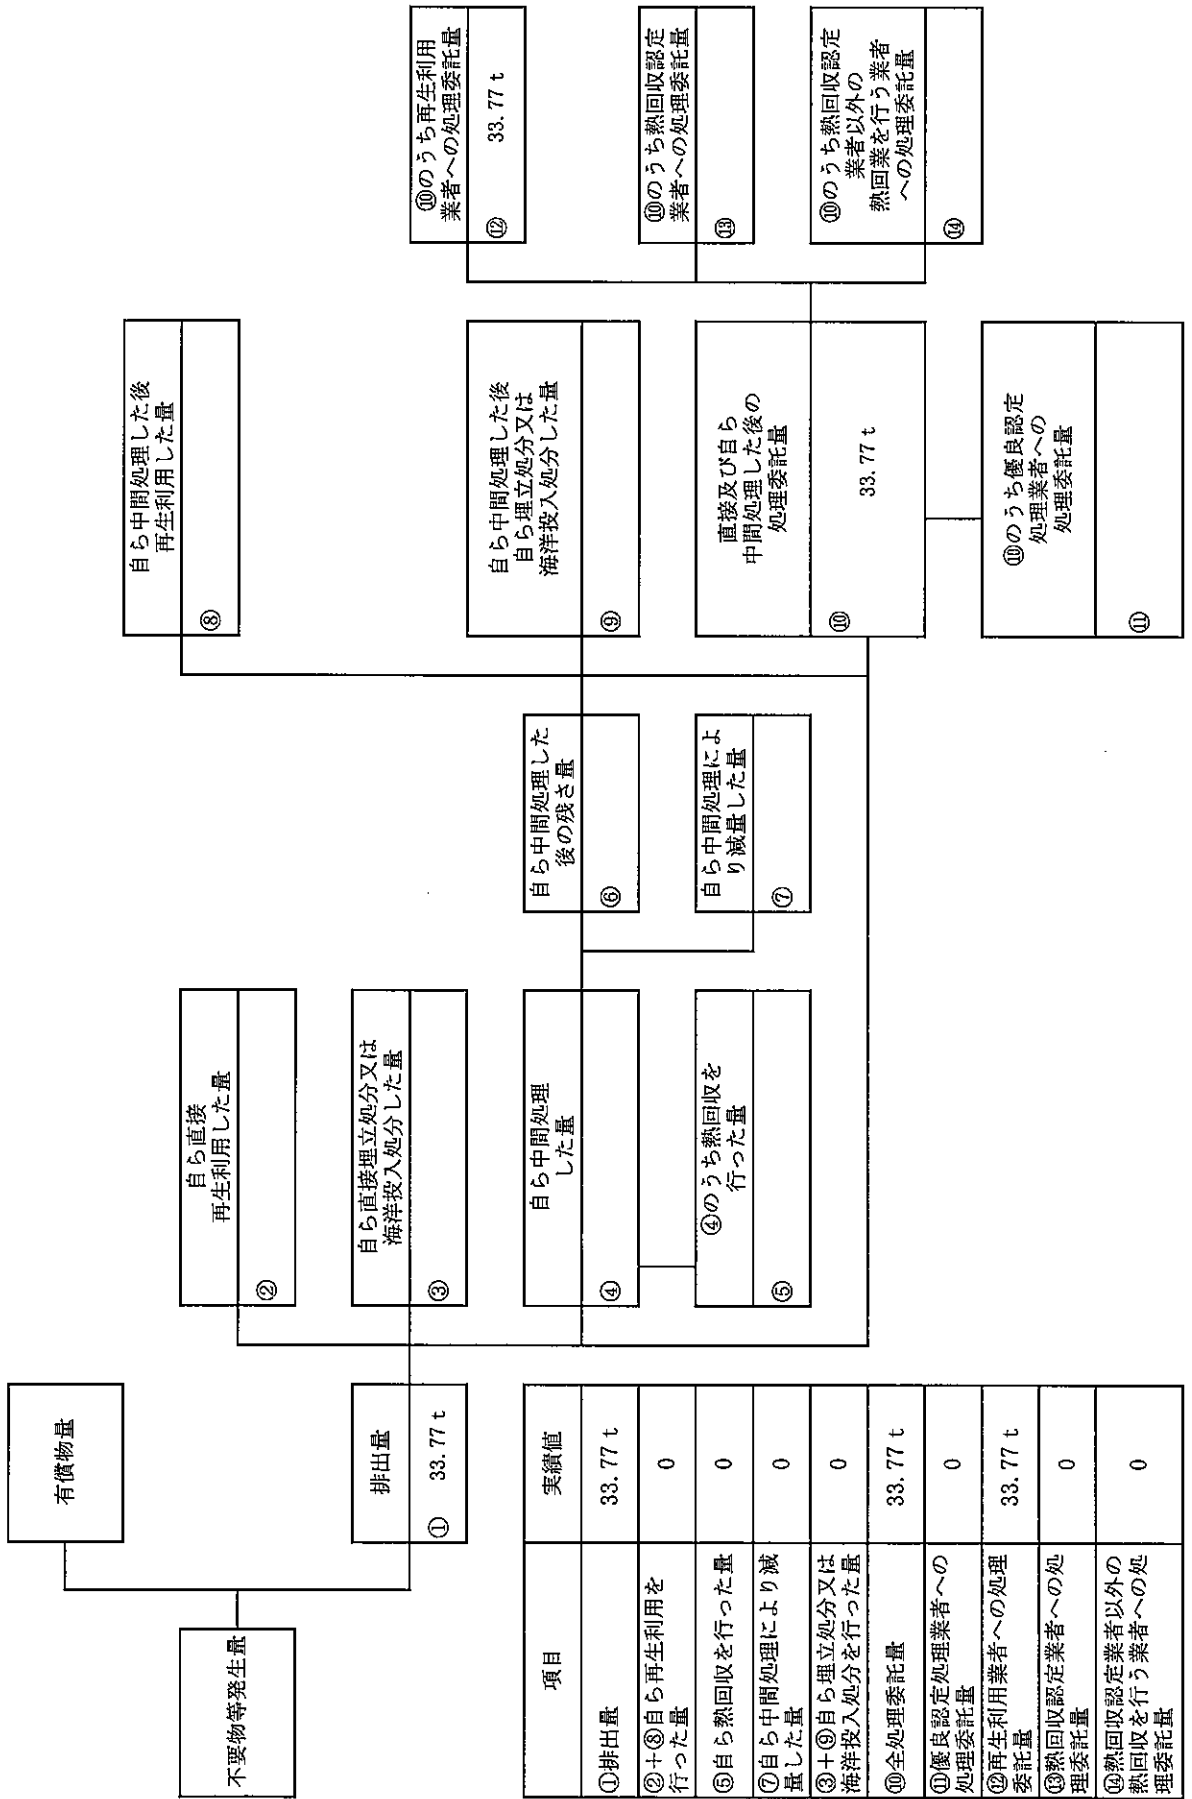 不要物等発生量
有償物量
排出量
① 33.77 t
自ら直接
再生利用した量
②
自ら直接埋立処分又は
海洋投入処分した量
③
自ら中間処理
した量
④
④のうち熱回収を
行った量
⑤
自ら中間処理した
後の残さ量
⑥
自ら中間処理によ
り減量した量
⑦
自ら中間処理した後
再生利用した量
⑧
自ら中間処理した後
自ら埋立処分又は
海洋投入処分した量
⑨
直接及び自ら
中間処理した後の
処理委託量
⑩ 33.77 t
⑩のうち優良認定
処理業者への
処理委託量
⑪
⑩のうち再生利用
業者への処理委託量
⑫ 33.77 t
⑩のうち熱回収認定
業者への処理委託量
⑬
⑩のうち熱回収認定
業者以外の
熱回業を行う業者
への処理委託量
⑭
項目 実績値
①排出量 33.77 t
②+⑧自ら再生利用を
行った量 0
⑤自ら熱回収を行った量 0
⑦自ら中間処理により減
量した量 0
③+⑨自ら埋立処分又は
海洋投入処分を行った量 0
⑩全処理委託量 33.77 t
⑪優良認定処理業者への
処理委託量 0
⑫再生利用業者への処理
委託量 33.77 t
⑬熱回収認定業者への処
理委託量 0
⑭熱回収認定業者以外の
熱回収を行う業者への処
理委託量 0